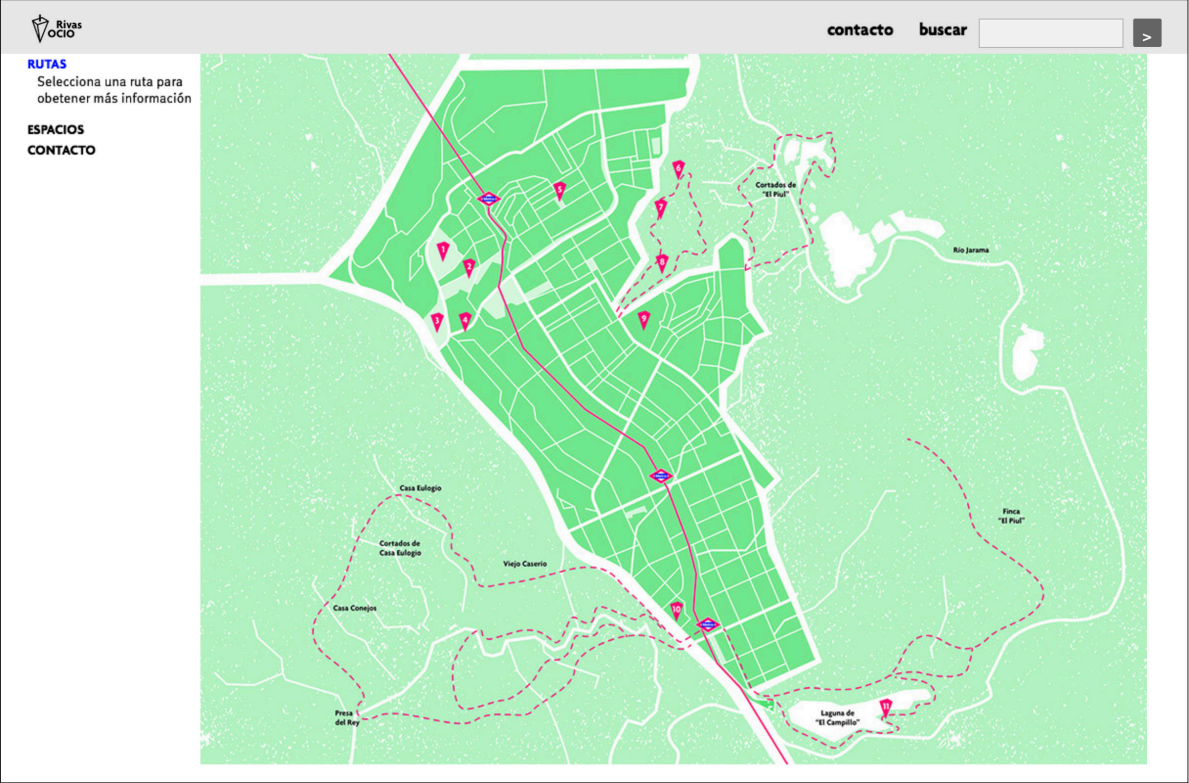 Rivas
OCIO
contacto
buscar
>
RUTAS
Selecciona una ruta para
obetener más información
ESPACIOS
CONTACTO
6
5
Cortados de
"El Piul"
7
1
Río Jarama
8
2
3
4
9
Casa Eulogio
Finca
"El Piul"
Cortados de
Casa Eulogio
Viejo Caserío
Casa Conejos
10
11
Presa
del Rey
Laguna de
"El Campillo"